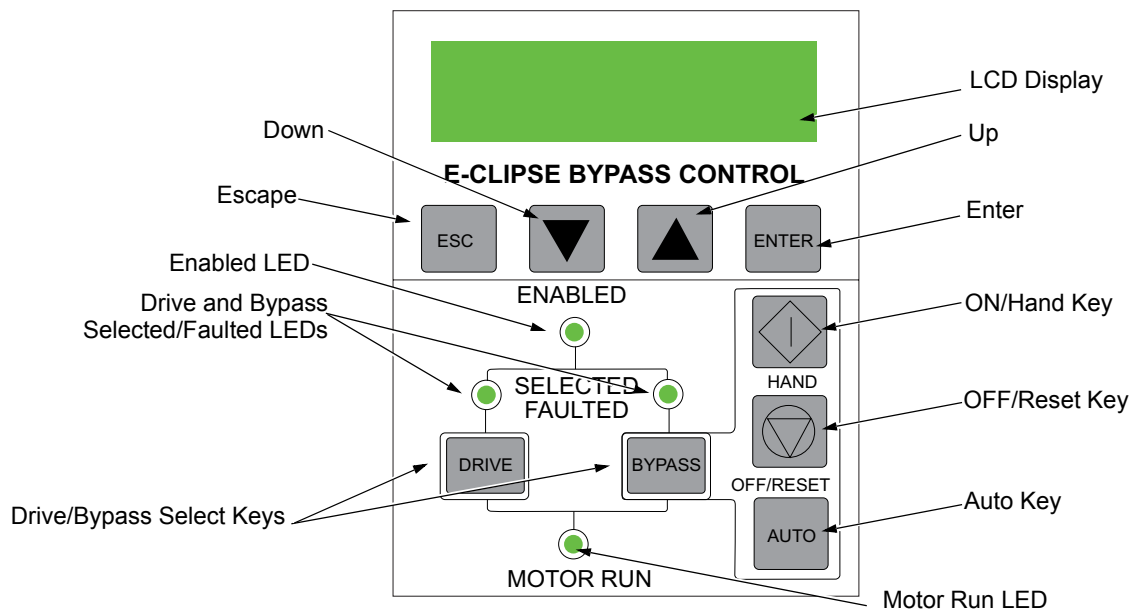 LCD Display
Down
Up
E-CLIPSE BYPASS CONTROL
Escape
Enter
ESC
ENTER
Enabled LED
ENABLED
Drive and Bypass
Selected/Faulted LEDs
ON/Hand Key
SELECTED
FAULTED
HAND
OFF/Reset Key
DRIVE
BYPASS
OFF/RESET
Drive/Bypass Select Keys
Auto Key
AUTO
MOTOR RUN
Motor Run LED